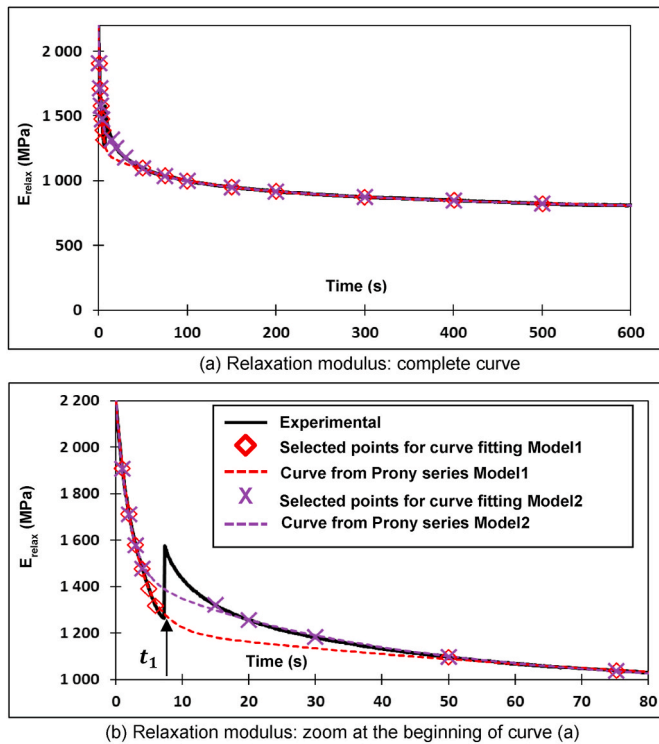 2 000
1 500
1 000
500
0
E_relax (MPa)
Time (s)
0 100 200 300 400 500 600
(a) Relaxation modulus: complete curve
2 200
2 000
1 800
1 600
1 400
1 200
1 000
E_relax (MPa)
Experimental
Selected points for curve fitting Model1
Curve from Prony series Model1
Selected points for curve fitting Model2
Curve from Prony series Model2
t₁
Time (s)
0 10 20 30 40 50 60 70 80
(b) Relaxation modulus: zoom at the beginning of curve (a)